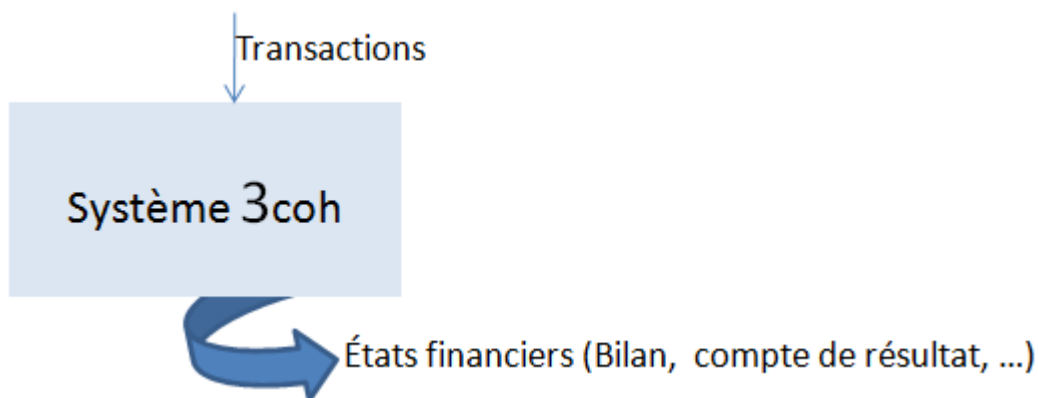 Transactions
Système 3coh
États financiers (Bilan, compte de résultat, ...)